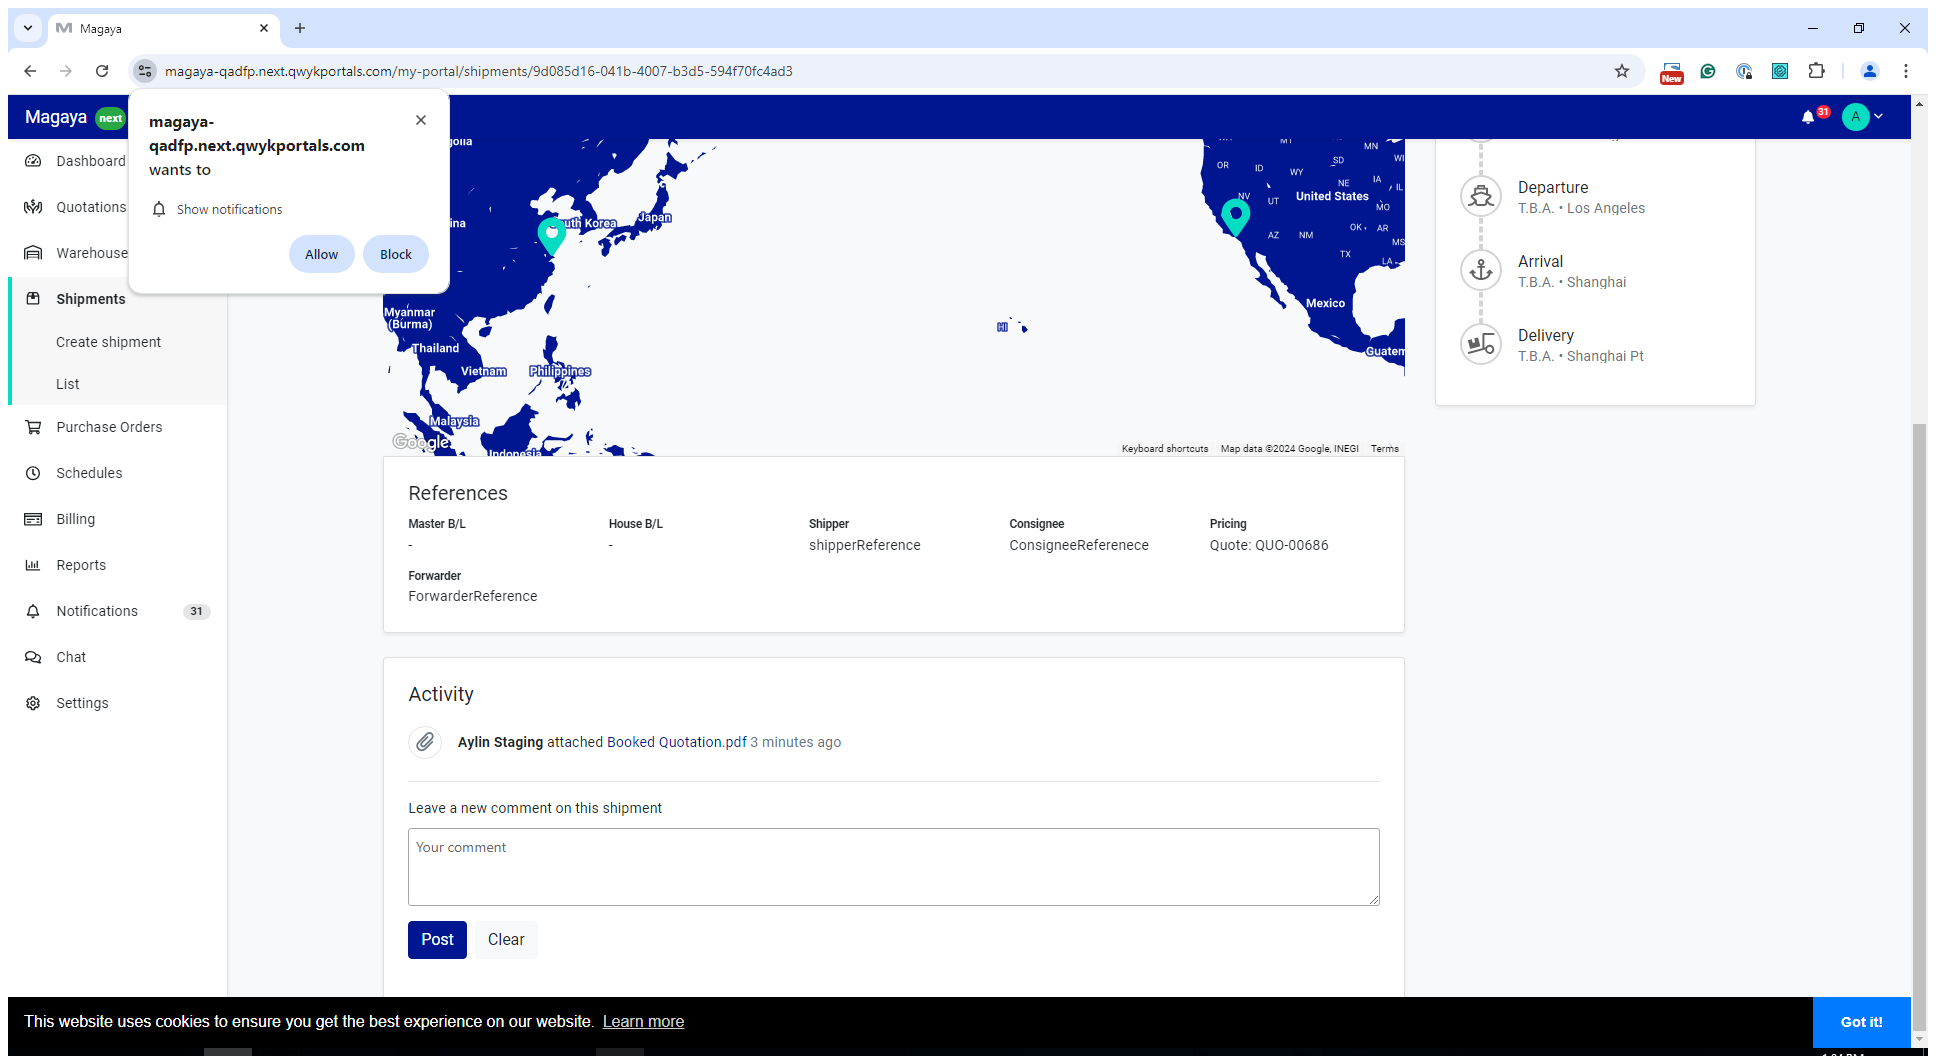 Magaya
magaya-qadfp.next.qwykportals.com/my-portal/shipments/9d085d16-041b-4007-b3d5-594f70fc4ad3
New
Magaya next
31
A
magaya-
qadfp.next.qwykportals.com
wants to
Show notifications
Allow
Block
Dashboard
Quotations
Warehouse
Shipments
Create shipment
List
Purchase Orders
Schedules
Billing
Reports
Notifications 31
Chat
Settings
South Korea
Japan
Myanmar
(Burma)
Thailand
Vietnam
Philippines
Malaysia
Indonesia
HI
OR
ID
WY
SD
MN
WI
NV
UT
NE
IA
IL
United States
MO
AZ
NM
OK
AR
MS
TX
LA
Mexico
Google
Keyboard shortcuts
Map data ©2024 Google, INEGI
Terms
Departure
T.B.A. • Los Angeles
Arrival
T.B.A. • Shanghai
Delivery
T.B.A. • Shanghai Pt
References
Master B/L
-
House B/L
-
Shipper
shipperReference
Consignee
ConsigneeReferenece
Pricing
Quote: QUO-00686
Forwarder
ForwarderReference
Activity
Aylin Staging attached Booked Quotation.pdf 3 minutes ago
Leave a new comment on this shipment
Your comment
Post
Clear
This website uses cookies to ensure you get the best experience on our website. Learn more
Got it!